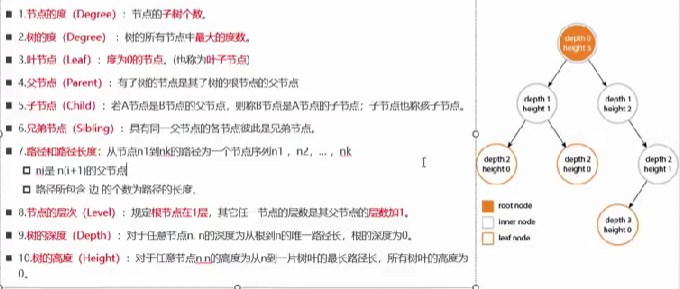 1.节点的度（Degree）：节点的子树个数。
2.树的度（Degree）：树的所有节点中最大的度数。
3.叶节点（Leaf）：度为0的节点。(也称为叶子节点)
4.父节点（Parent）：有子树的节点是其子树的根节点的父节点
5.子节点（Child）：若A节点是B节点的父节点，则称B节点是A节点的子节点；子节点也称孩子节点。
6.兄弟节点（Sibling）：具有同一父节点的各节点彼此是兄弟节点。
7.路径和路径长度：从节点n1到nk的路径为一个节点序列n1 ，n2，… ，nk
ni是 n(i+1)的父节点
路径所包含 边 的个数为路径的长度。
8.节点的层次（Level）：规定根节点在1层，其它任一节点的层数是其父节点的层数加1。
9.树的深度（Depth）：对于任意节点n, n的深度为从根到n的唯一路径长，根的深度为0。
10.树的高度（Height）：对于任意节点n,n的高度为从n到一片树叶的最长路径长，所有树叶的高度为
0。
depth 0
height 3
depth 1
height 1
depth 1
height 2
depth 2
height 0
depth 2
height 0
depth 2
height 1
depth 3
height 0
root node
inner node
leaf node